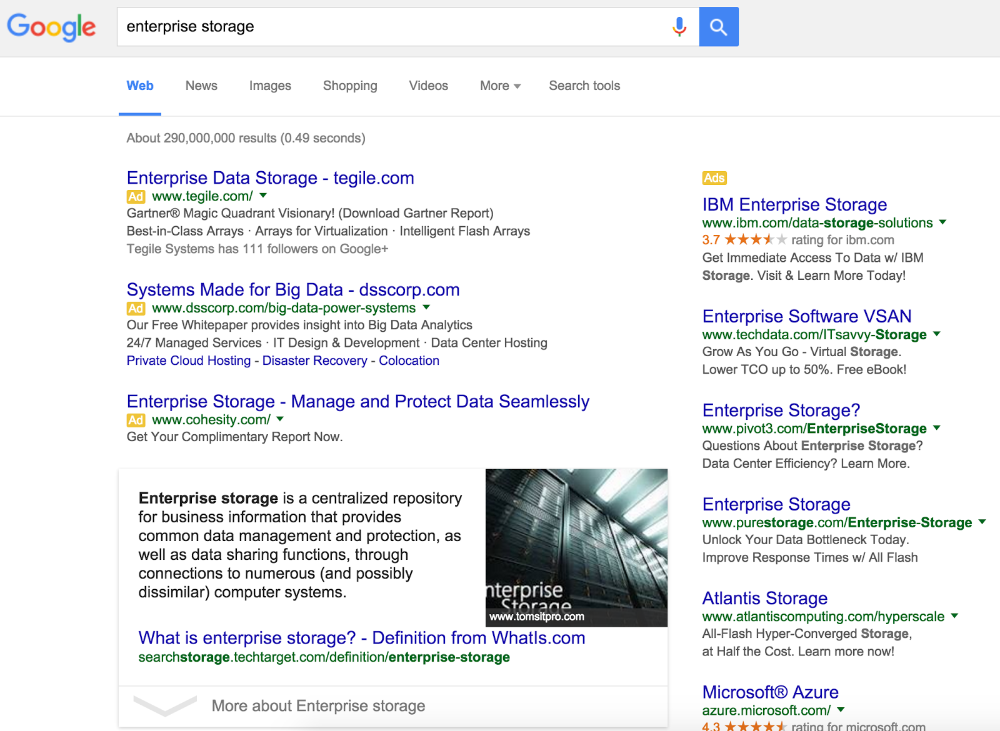 Google
enterprise storage
Web News Images Shopping Videos More Search tools
About 290,000,000 results (0.49 seconds)
Enterprise Data Storage - tegile.com
Ad www.tegile.com/
Gartner® Magic Quadrant Visionary! (Download Gartner Report)
Best-in-Class Arrays · Arrays for Virtualization · Intelligent Flash Arrays
Tegile Systems has 111 followers on Google+
Systems Made for Big Data - dsscorp.com
Ad www.dsscorp.com/big-data-power-systems
Our Free Whitepaper provides insight into Big Data Analytics
24/7 Managed Services · IT Design & Development · Data Center Hosting
Private Cloud Hosting - Disaster Recovery - Colocation
Enterprise Storage - Manage and Protect Data Seamlessly
Ad www.cohesity.com/
Get Your Complimentary Report Now.
Enterprise storage is a centralized repository
for business information that provides
common data management and protection, as
well as data sharing functions, through
connections to numerous (and possibly
dissimilar) computer systems.
nterprise
Storage
www.tomsitpro.com
What is enterprise storage? - Definition from WhatIs.com
searchstorage.techtarget.com/definition/enterprise-storage
More about Enterprise storage
Ads
IBM Enterprise Storage
www.ibm.com/data-storage-solutions
3.7 ★★★★★ rating for ibm.com
Get Immediate Access To Data w/ IBM
Storage. Visit & Learn More Today!
Enterprise Software VSAN
www.techdata.com/ITsavvy-Storage
Grow As You Go - Virtual Storage.
Lower TCO up to 50%. Free eBook!
Enterprise Storage?
www.pivot3.com/EnterpriseStorage
Questions About Enterprise Storage?
Data Center Efficiency? Learn More.
Enterprise Storage
www.purestorage.com/Enterprise-Storage
Unlock Your Data Bottleneck Today.
Improve Response Times w/ All Flash
Atlantis Storage
www.atlantiscomputing.com/hyperscale
All-Flash Hyper-Converged Storage,
at Half the Cost. Learn more now!
Microsoft® Azure
azure.microsoft.com/
4.3 ★★★★★ rating for microsoft.com